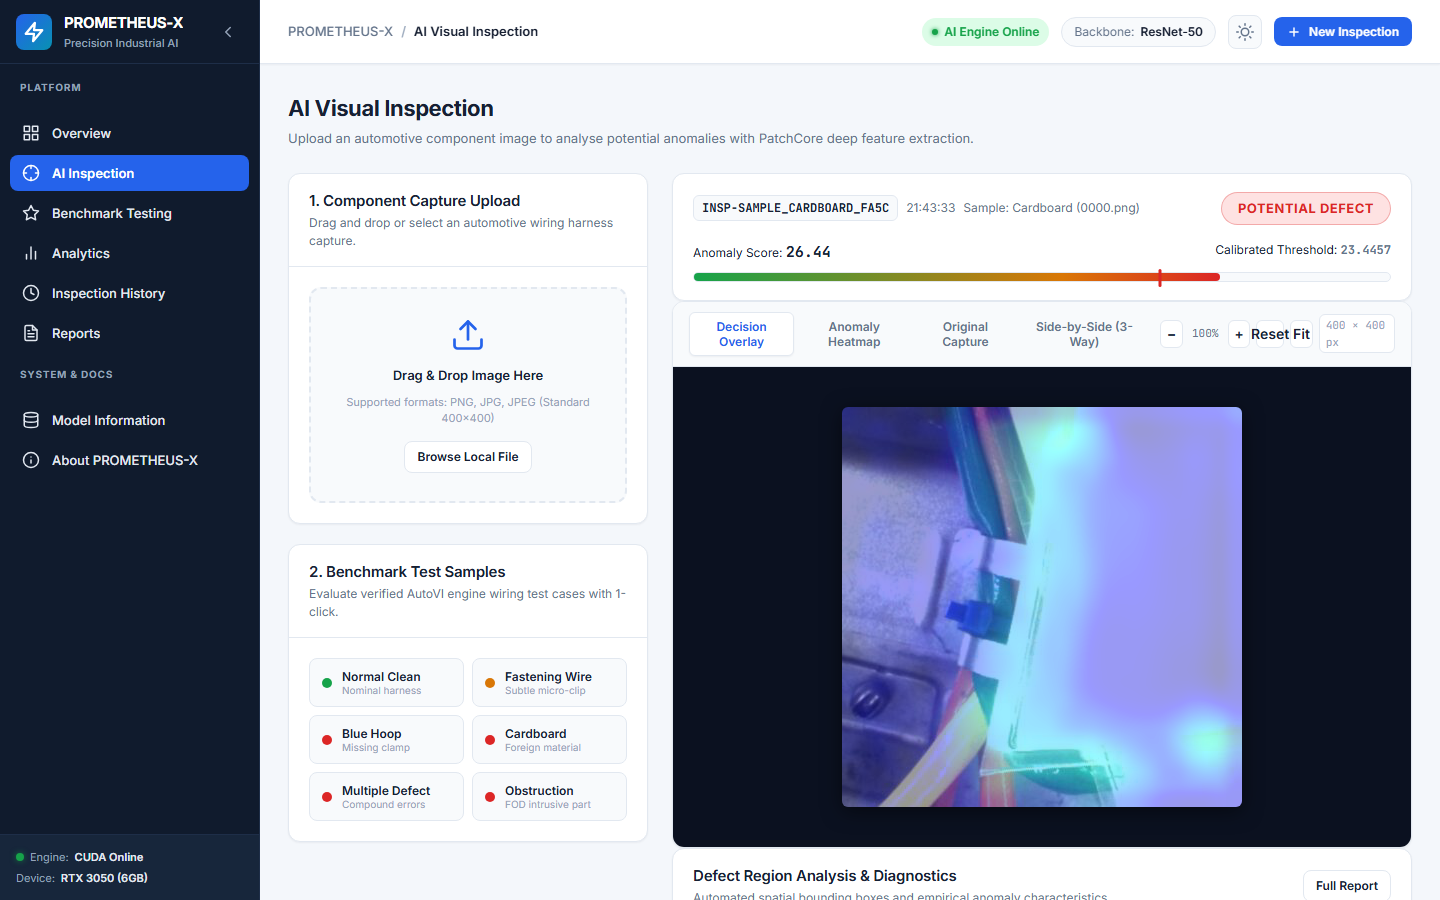 PROMETHEUS-X
Precision Industrial AI
PLATFORM
Overview
AI Inspection
Benchmark Testing
Analytics
Inspection History
Reports
SYSTEM & DOCS
Model Information
About PROMETHEUS-X
Engine: CUDA Online
Device: RTX 3050 (6GB)
PROMETHEUS-X / AI Visual Inspection
AI Engine Online
Backbone: ResNet-50
New Inspection
AI Visual Inspection
Upload an automotive component image to analyse potential anomalies with PatchCore deep feature extraction.
1. Component Capture Upload
Drag and drop or select an automotive wiring harness
capture.
Drag & Drop Image Here
Supported formats: PNG, JPG, JPEG (Standard
400×400)
Browse Local File
2. Benchmark Test Samples
Evaluate verified AutoVI engine wiring test cases with 1-
click.
Normal Clean
Nominal harness
Fastening Wire
Subtle micro-clip
Blue Hoop
Missing clamp
Cardboard
Foreign material
Multiple Defect
Compound errors
Obstruction
FOD intrusive part
INSP-SAMPLE_CARDBOARD_FA5C 21:43:33 Sample: Cardboard (0000.png)
POTENTIAL DEFECT
Anomaly Score: 26.44
Calibrated Threshold: 23.4457
Decision
Overlay
Anomaly
Heatmap
Original
Capture
Side-by-Side (3-
Way)
− 100% + Reset Fit
400 × 400
px
Defect Region Analysis & Diagnostics
Automated spatial bounding boxes and empirical anomaly characteristics
Full Report